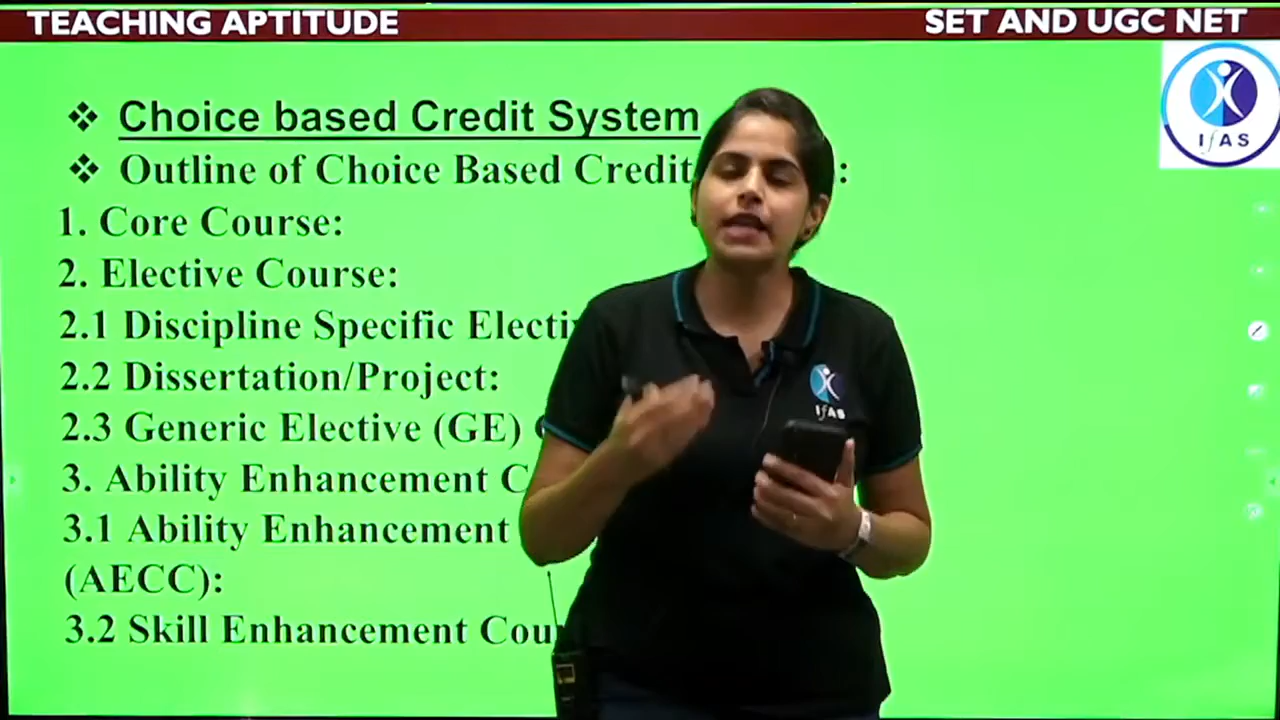 TEACHING APTITUDE
SET AND UGC NET
❖ Choice based Credit System
❖ Outline of Choice Based Credit :
1. Core Course:
2. Elective Course:
2.1 Discipline Specific
2.2 Dissertation/Project:
2.3 Generic Elective (GE)
3. Ability Enhancement
3.1 Ability Enhancement
(AECC):
3.2 Skill Enhancement
IfAS
IfAS